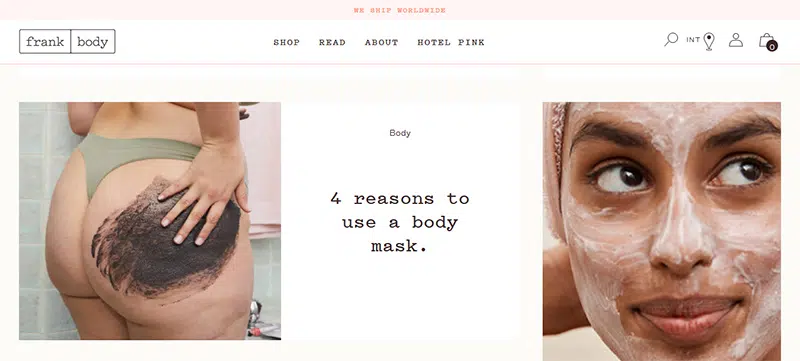 WE SHIP WORLDWIDE
frank body
SHOP READ ABOUT HOTEL PINK
INT
0
Body
4 reasons to
use a body
mask.